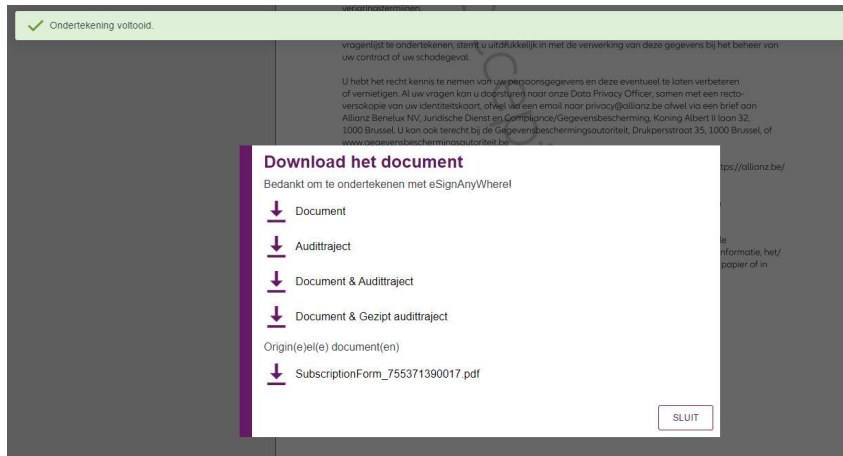 verjaringstermijnen.
Ondertekening voltooid.
vragenlijst te ondertekenen, stemt u uitdrukkelijk in met de verwerking van deze gegevens bij het beheer van
uw contract of uw schadegeval.
U hebt het recht kennis te nemen van uw persoonsgegevens en deze eventueel te laten verbeteren
of vernietigen. Al uw vragen kan u doorsturen naar onze Data Privacy Officer, samen met een recto-
versokopie van uw identiteitskaart, ofwel via een email naar privacy@allianz.be ofwel via een brief aan
Allianz Benelux NV, Juridische Dienst en Compliance/Gegevensbescherming, Koning Albert II laan 32,
1000 Brussel. U kan ook terecht bij de Gegevensbeschermingsautoriteit, Drukpersstraat 35, 1000 Brussel, of
www.gegevensbeschermingsautoriteit.be
Download het document
Bedankt om te ondertekenen met eSignAnyWhere!
ttps://allianz.be/
Document
Audittraject
nformatie, het/
papier of in
Document & Audittraject
Document & Gezipt audittraject
Origin(e)el(e) document(en)
SubscriptionForm_755371390017.pdf
SLUIT